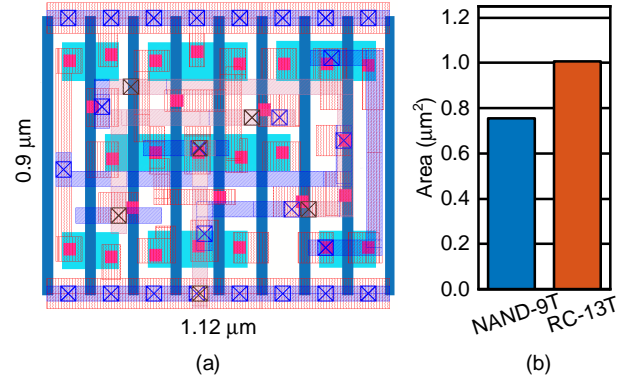 0.9 μm
1.12 μm
(a)
Area (μm²)
1.2
1.0
0.8
0.6
0.4
0.2
0.0
NAND-9T
RC-13T
(b)